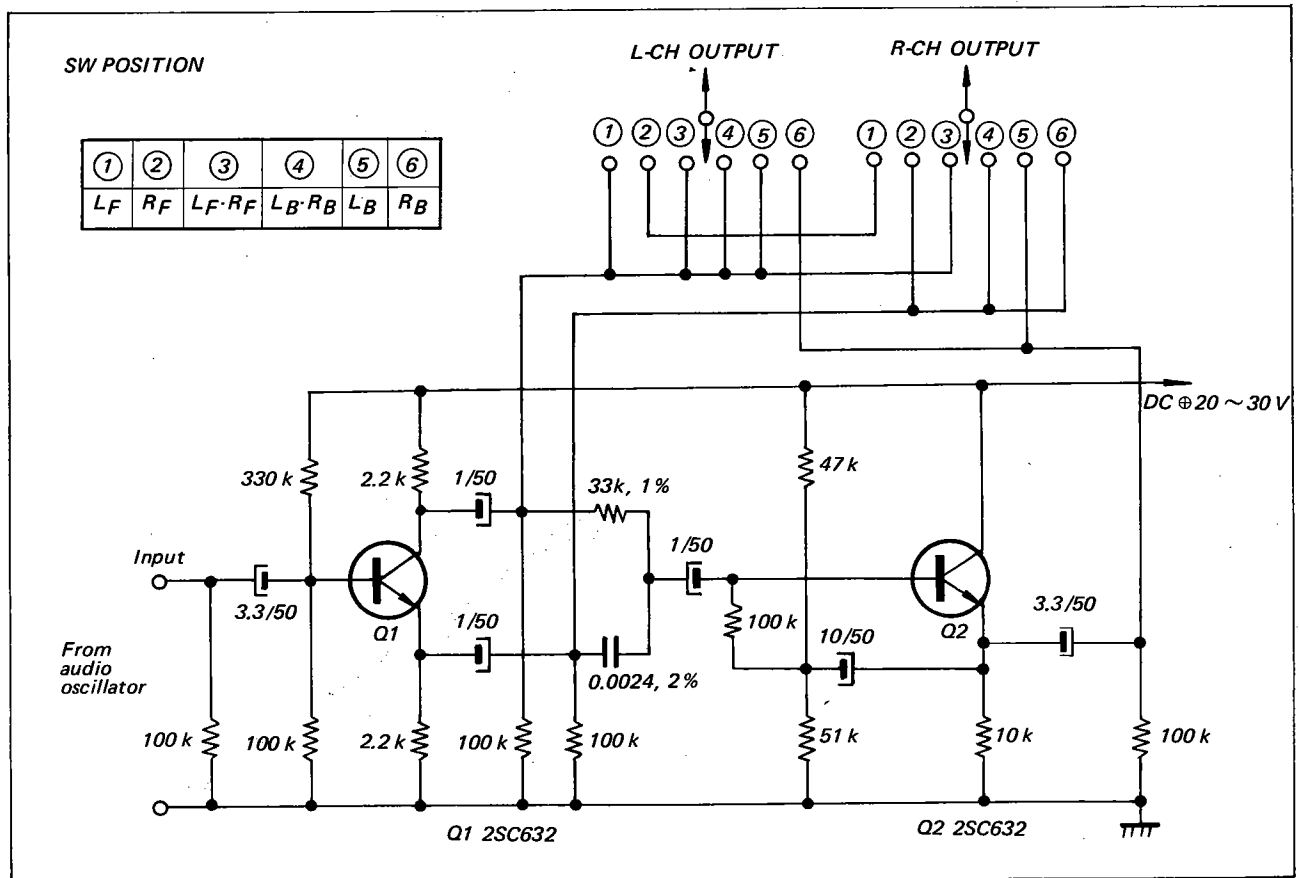 SW POSITION
L-CH OUTPUT
R-CH OUTPUT
① ② ③ ④ ⑤ ⑥
① ② ③ ④ ⑤ ⑥
① ② ③ ④ ⑤ ⑥
LF RF LF·RF LB·RB LB RB
DC ⊕ 20 ~ 30 V
330 k
2.2 k
1/50
33k, 1%
47 k
Input
3.3/50
Q1
1/50
100 k
Q2
3.3/50
1/50
10/50
0.0024, 2%
From
audio
oscillator
100 k
100 k
2.2 k
100 k
100 k
51 k
10 k
100 k
Q1 2SC632
Q2 2SC632